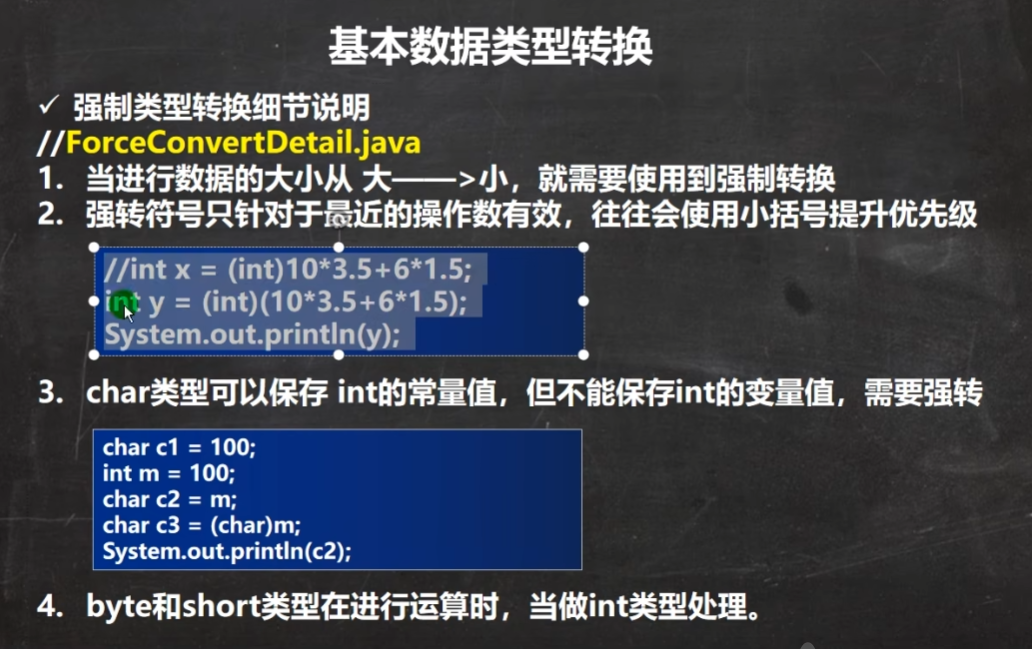 基本数据类型转换
✓ 强制类型转换细节说明
//ForceConvertDetail.java
1. 当进行数据的大小从 大——>小，就需要使用到强制转换
2. 强转符号只针对于最近的操作数有效，往往会使用小括号提升优先级
//int x = (int)10*3.5+6*1.5;
int y = (int)(10*3.5+6*1.5);
System.out.println(y);
3. char类型可以保存 int的常量值，但不能保存int的变量值，需要强转
char c1 = 100;
int m = 100;
char c2 = m;
char c3 = (char)m;
System.out.println(c2);
4. byte和short类型在进行运算时，当做int类型处理。